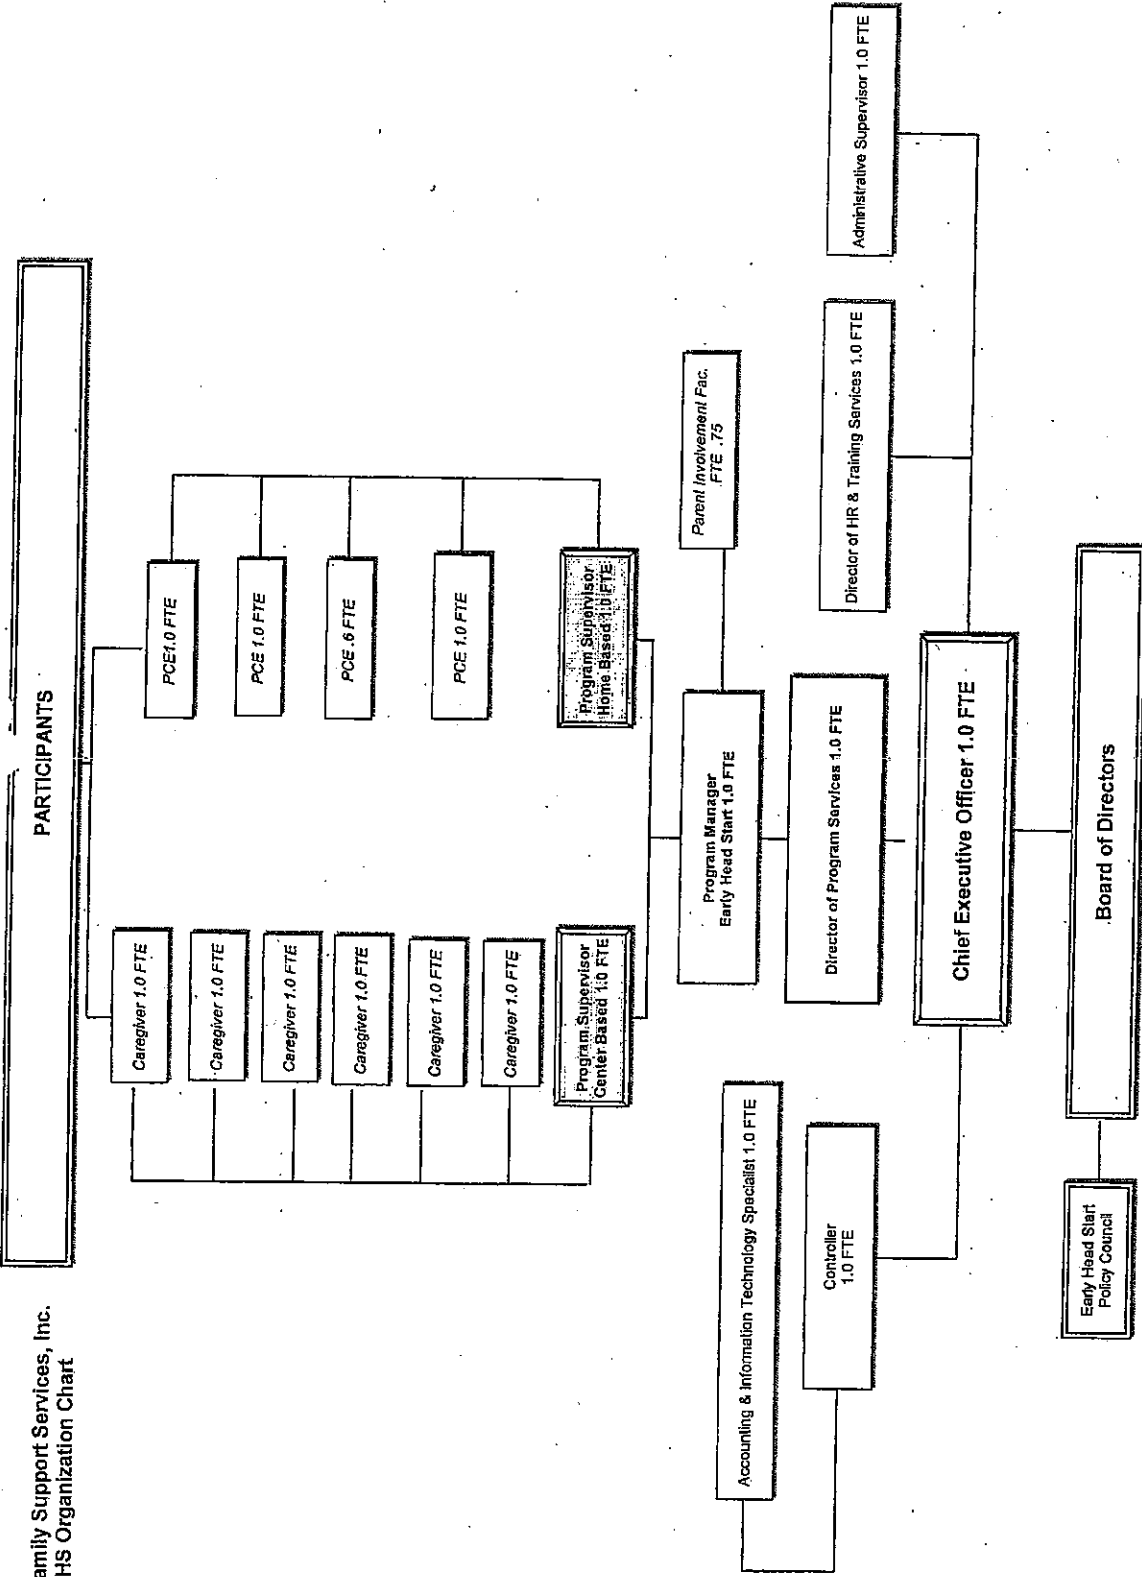 amily Support Services, Inc.
HS Organization Chart
PARTICIPANTS
Caregiver 1.0 FTE
Caregiver 1.0 FTE
Caregiver 1.0 FTE
Caregiver 1.0 FTE
Caregiver 1.0 FTE
Caregiver 1.0 FTE
Program Supervisor
Center Based 1.0 FTE
PCE1.0 FTE
PCE 1.0 FTE
PCE .6 FTE
PCE 1.0 FTE
Program Supervisor
Home Based 1.0 FTE
Program Manager
Early Head Start 1.0 FTE
Parent Involvement Fac.
FTE .75
Accounting & Information Technology Specialist 1.0 FTE
Controller
1.0 FTE
Director of Program Services 1.0 FTE
Director of HR & Training Services 1.0 FTE
Administrative Supervisor 1.0 FTE
Chief Executive Officer 1.0 FTE
Early Head Start
Policy Council
Board of Directors